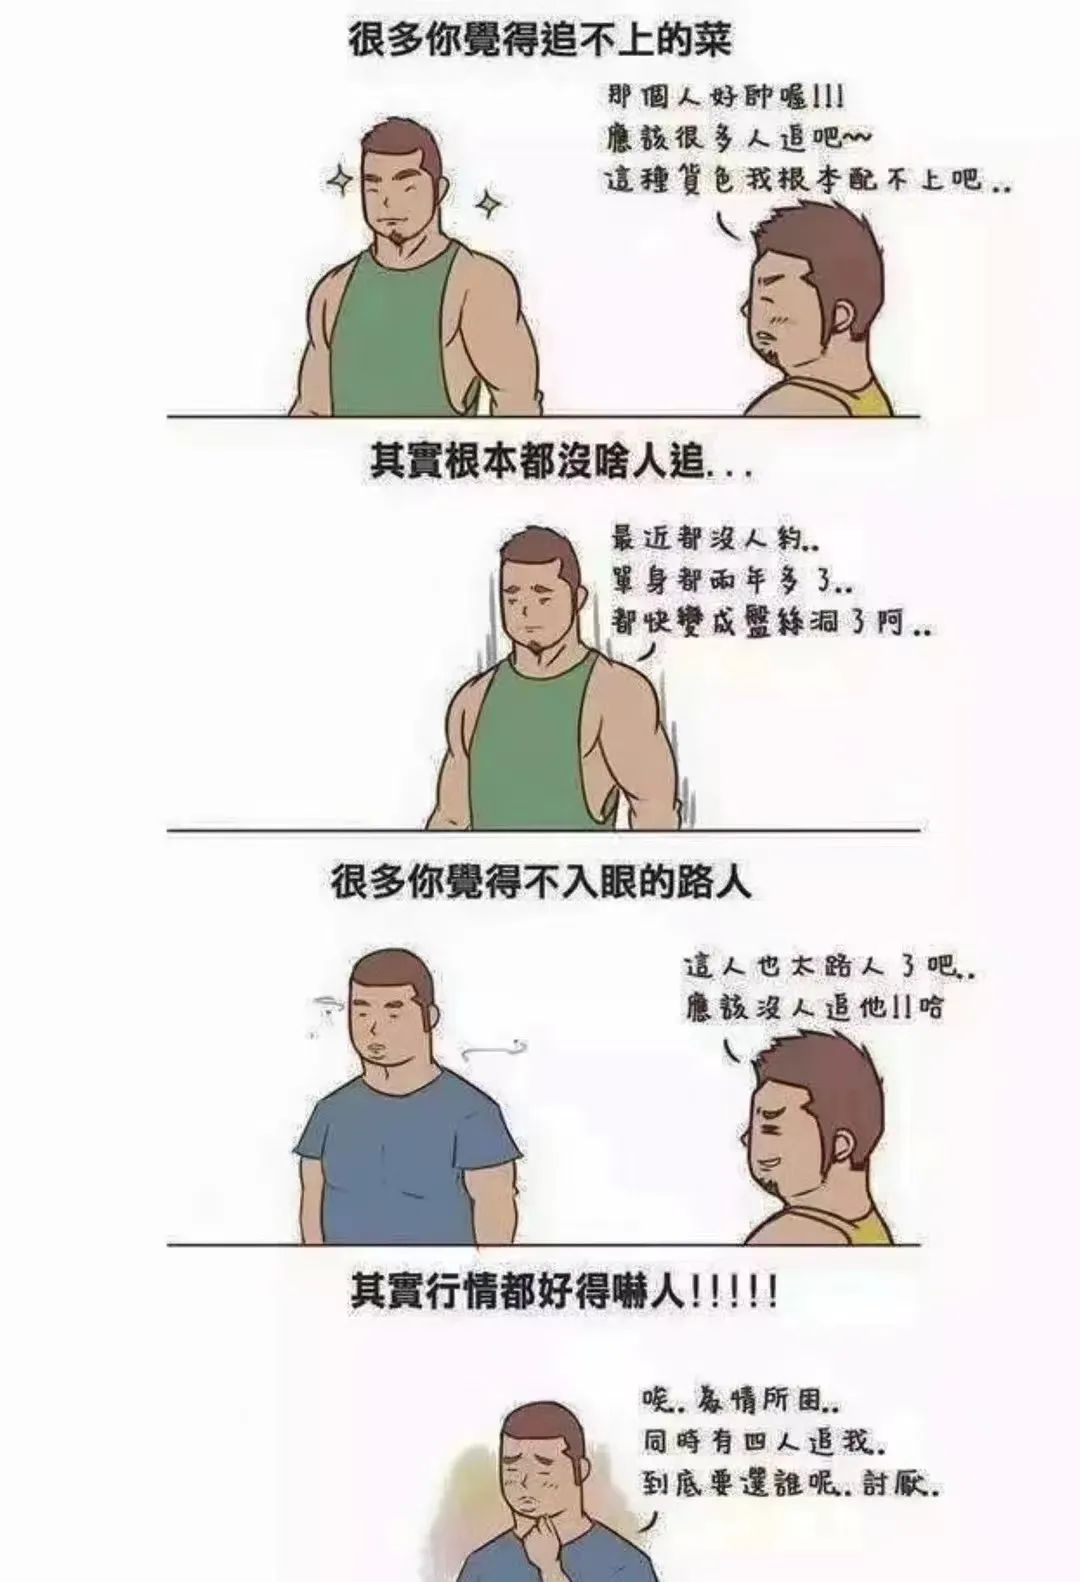 很多你覺得追不上的菜
那個人好帥喔!!!
應該很多人追吧~~
這種貨色我根本配不上吧..
其實根本都沒啥人追...
最近都沒人約..
單身都兩年多了..
都快變成盤絲洞了阿..
很多你覺得不入眼的路人
這人也太路人了吧..
應該沒人追他!!哈
其實行情都好得嚇人!!!!!
唉..為情所困..
同時有四人追我..
到底要選誰呢..討厭..